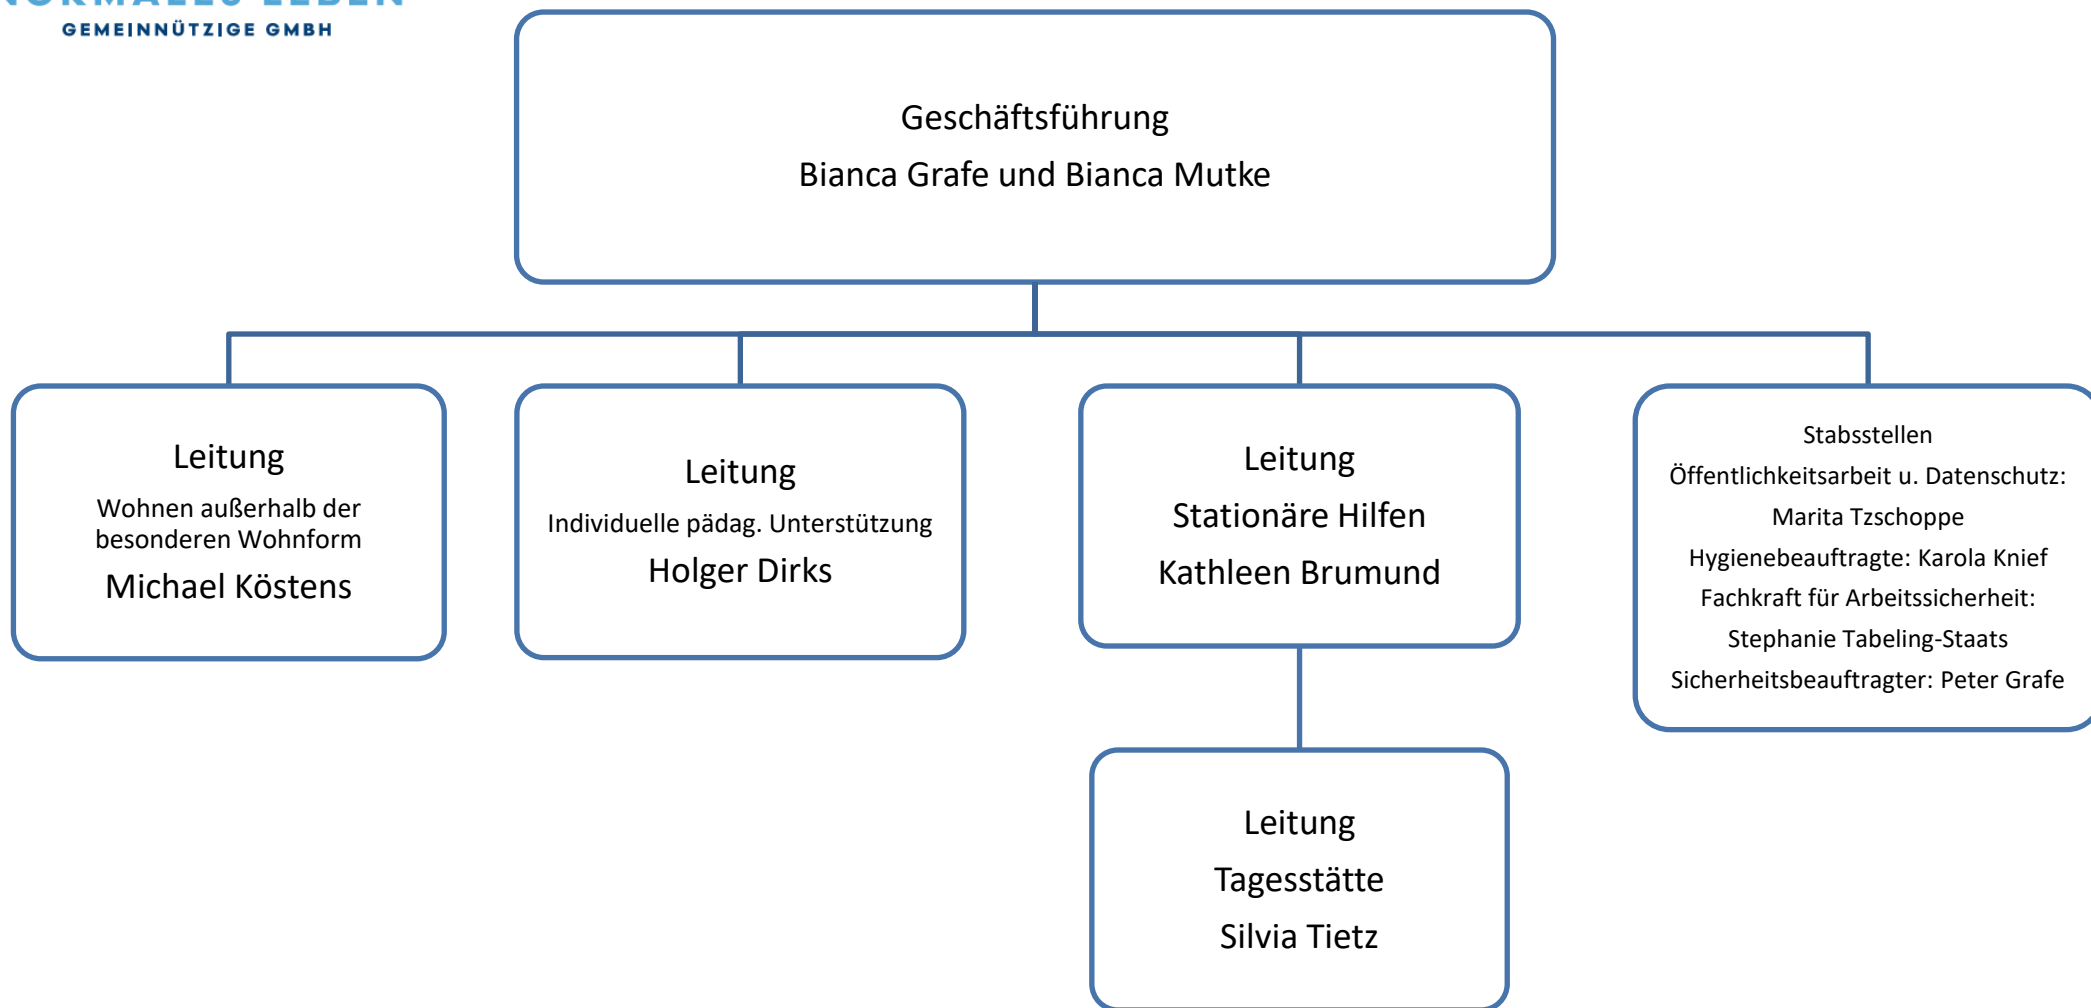 NORMALLES LEBEN
GEMEINNÜTZIGE GMBH
Geschäftsführung
Bianca Grafe und Bianca Mutke
Leitung
Wohnen außerhalb der
besonderen Wohnform
Michael Köstens
Leitung
Individuelle pädag. Unterstützung
Holger Dirks
Leitung
Stationäre Hilfen
Kathleen Brumund
Stabsstellen
Öffentlichkeitsarbeit u. Datenschutz:
Marita Tzschoppe
Hygienebeauftragte: Karola Knief
Fachkraft für Arbeitssicherheit:
Stephanie Tabeling-Staats
Sicherheitsbeauftragter: Peter Grafe
Leitung
Tagesstätte
Silvia Tietz